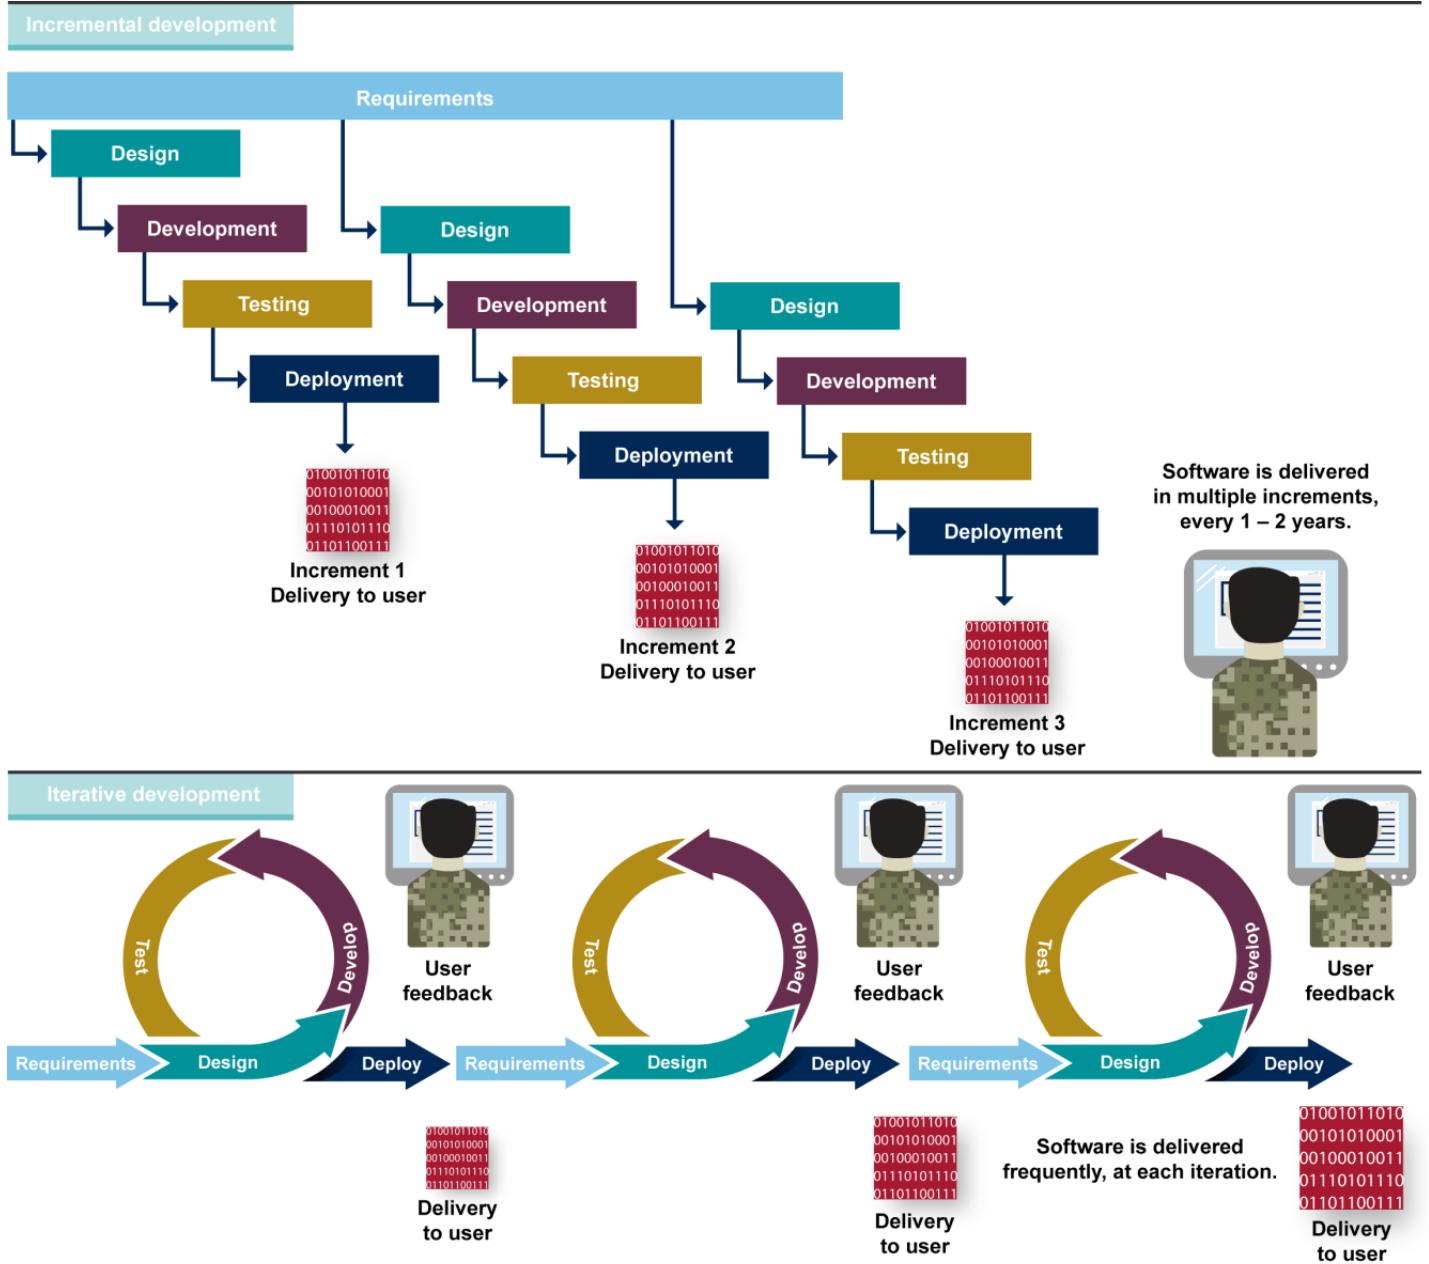 Incremental development
Requirements
Design
Development
Design
Testing
Development
Design
Deployment
Testing
Development
Deployment
Testing
Deployment
01001011010
00101010001
00100010011
01110101110
01101100111
Increment 1
Delivery to user
01001011010
00101010001
00100010011
01110101110
01101100111
Increment 2
Delivery to user
01001011010
00101010001
00100010011
01110101110
01101100111
Increment 3
Delivery to user
Software is delivered
in multiple increments,
every 1 – 2 years.
Iterative development
Test
Develop
User
feedback
Requirements
Design
Deploy
01001011010
00101010001
00100010011
01110101110
01101100111
Delivery
to user
Test
Develop
User
feedback
Requirements
Design
Deploy
01001011010
00101010001
00100010011
01110101110
01101100111
Delivery
to user
Test
Develop
User
feedback
Requirements
Design
Deploy
Software is delivered
frequently, at each iteration.
01001011010
00101010001
00100010011
01110101110
01101100111
Delivery
to user